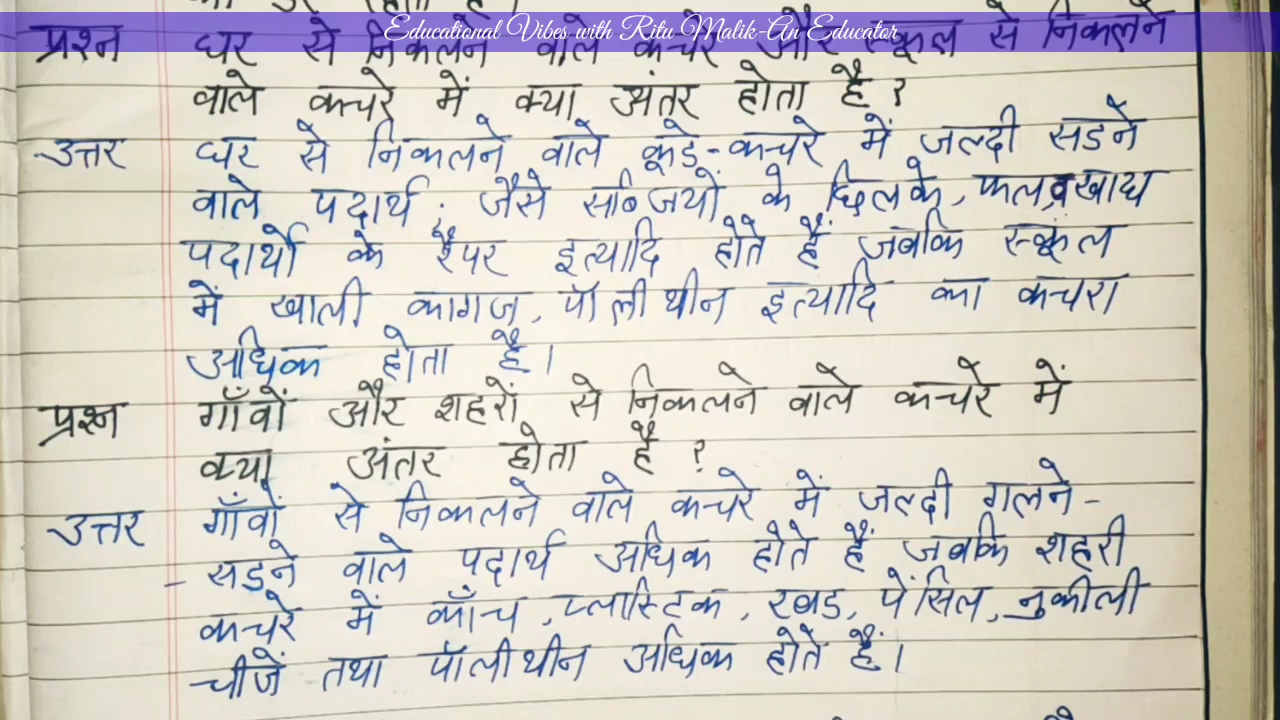 Educational Vibes with Ritu Malik-An Educator
प्रश्न घर से निकलने वाले कचरे और स्कूल से निकलने
वाले कचरे में क्या अंतर होता है ?
उत्तर घर से निकलने वाले कूडे-कचरे में जल्दी सडने
वाले पदार्थ, जैसे सब्जियों के छिलके, फल व खाद्य
पदार्थों के रैपर इत्यादि होते हैं जबकि स्कूल
में खाली कागज, पॉलीथीन इत्यादि का कचरा
अधिक होता है।
प्रश्न गाँवों और शहरों से निकलने वाले कचरे में
क्या अंतर होता है ?
उत्तर गाँवों से निकलने वाले कचरे में जल्दी गलने-
- सडने वाले पदार्थ अधिक होते हैं जबकि शहरी
कचरे में काँच, प्लास्टिक, रबड, पेंसिल, नुकीली
चीजें तथा पॉलीथीन अधिक होते हैं।